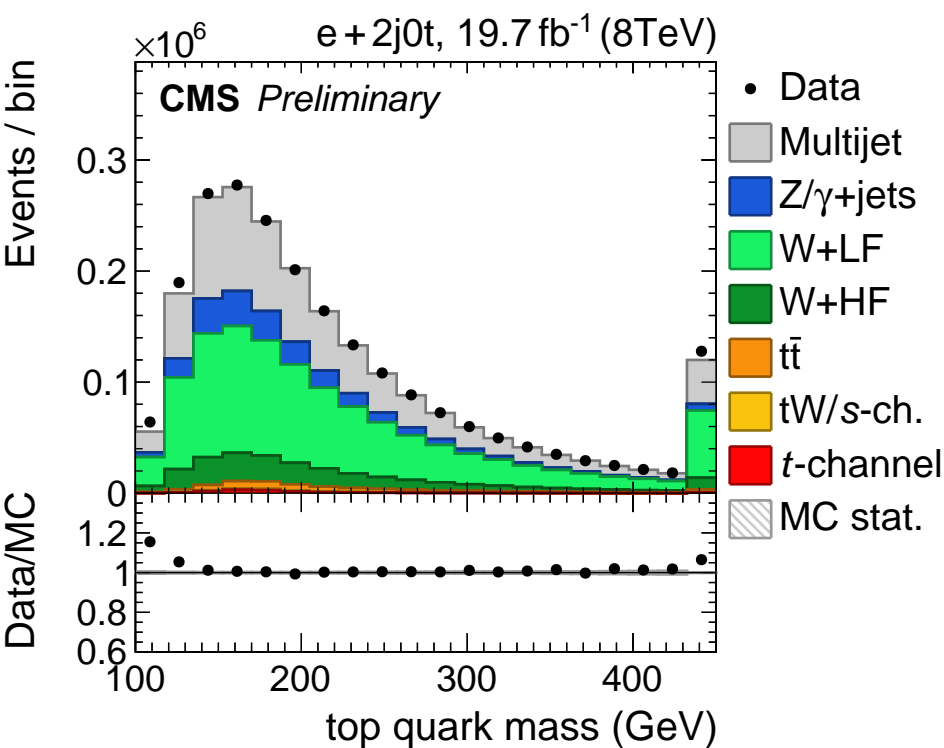 ×10⁶
e + 2j0t, 19.7 fb⁻¹ (8TeV)
CMS Preliminary
Events / bin
0.3
0.2
0.1
0
Data
Multijet
Z/γ+jets
W+LF
W+HF
tt̄
tW/s-ch.
t-channel
MC stat.
Data/MC
1.2
1
0.8
0.6
100 200 300 400
top quark mass (GeV)